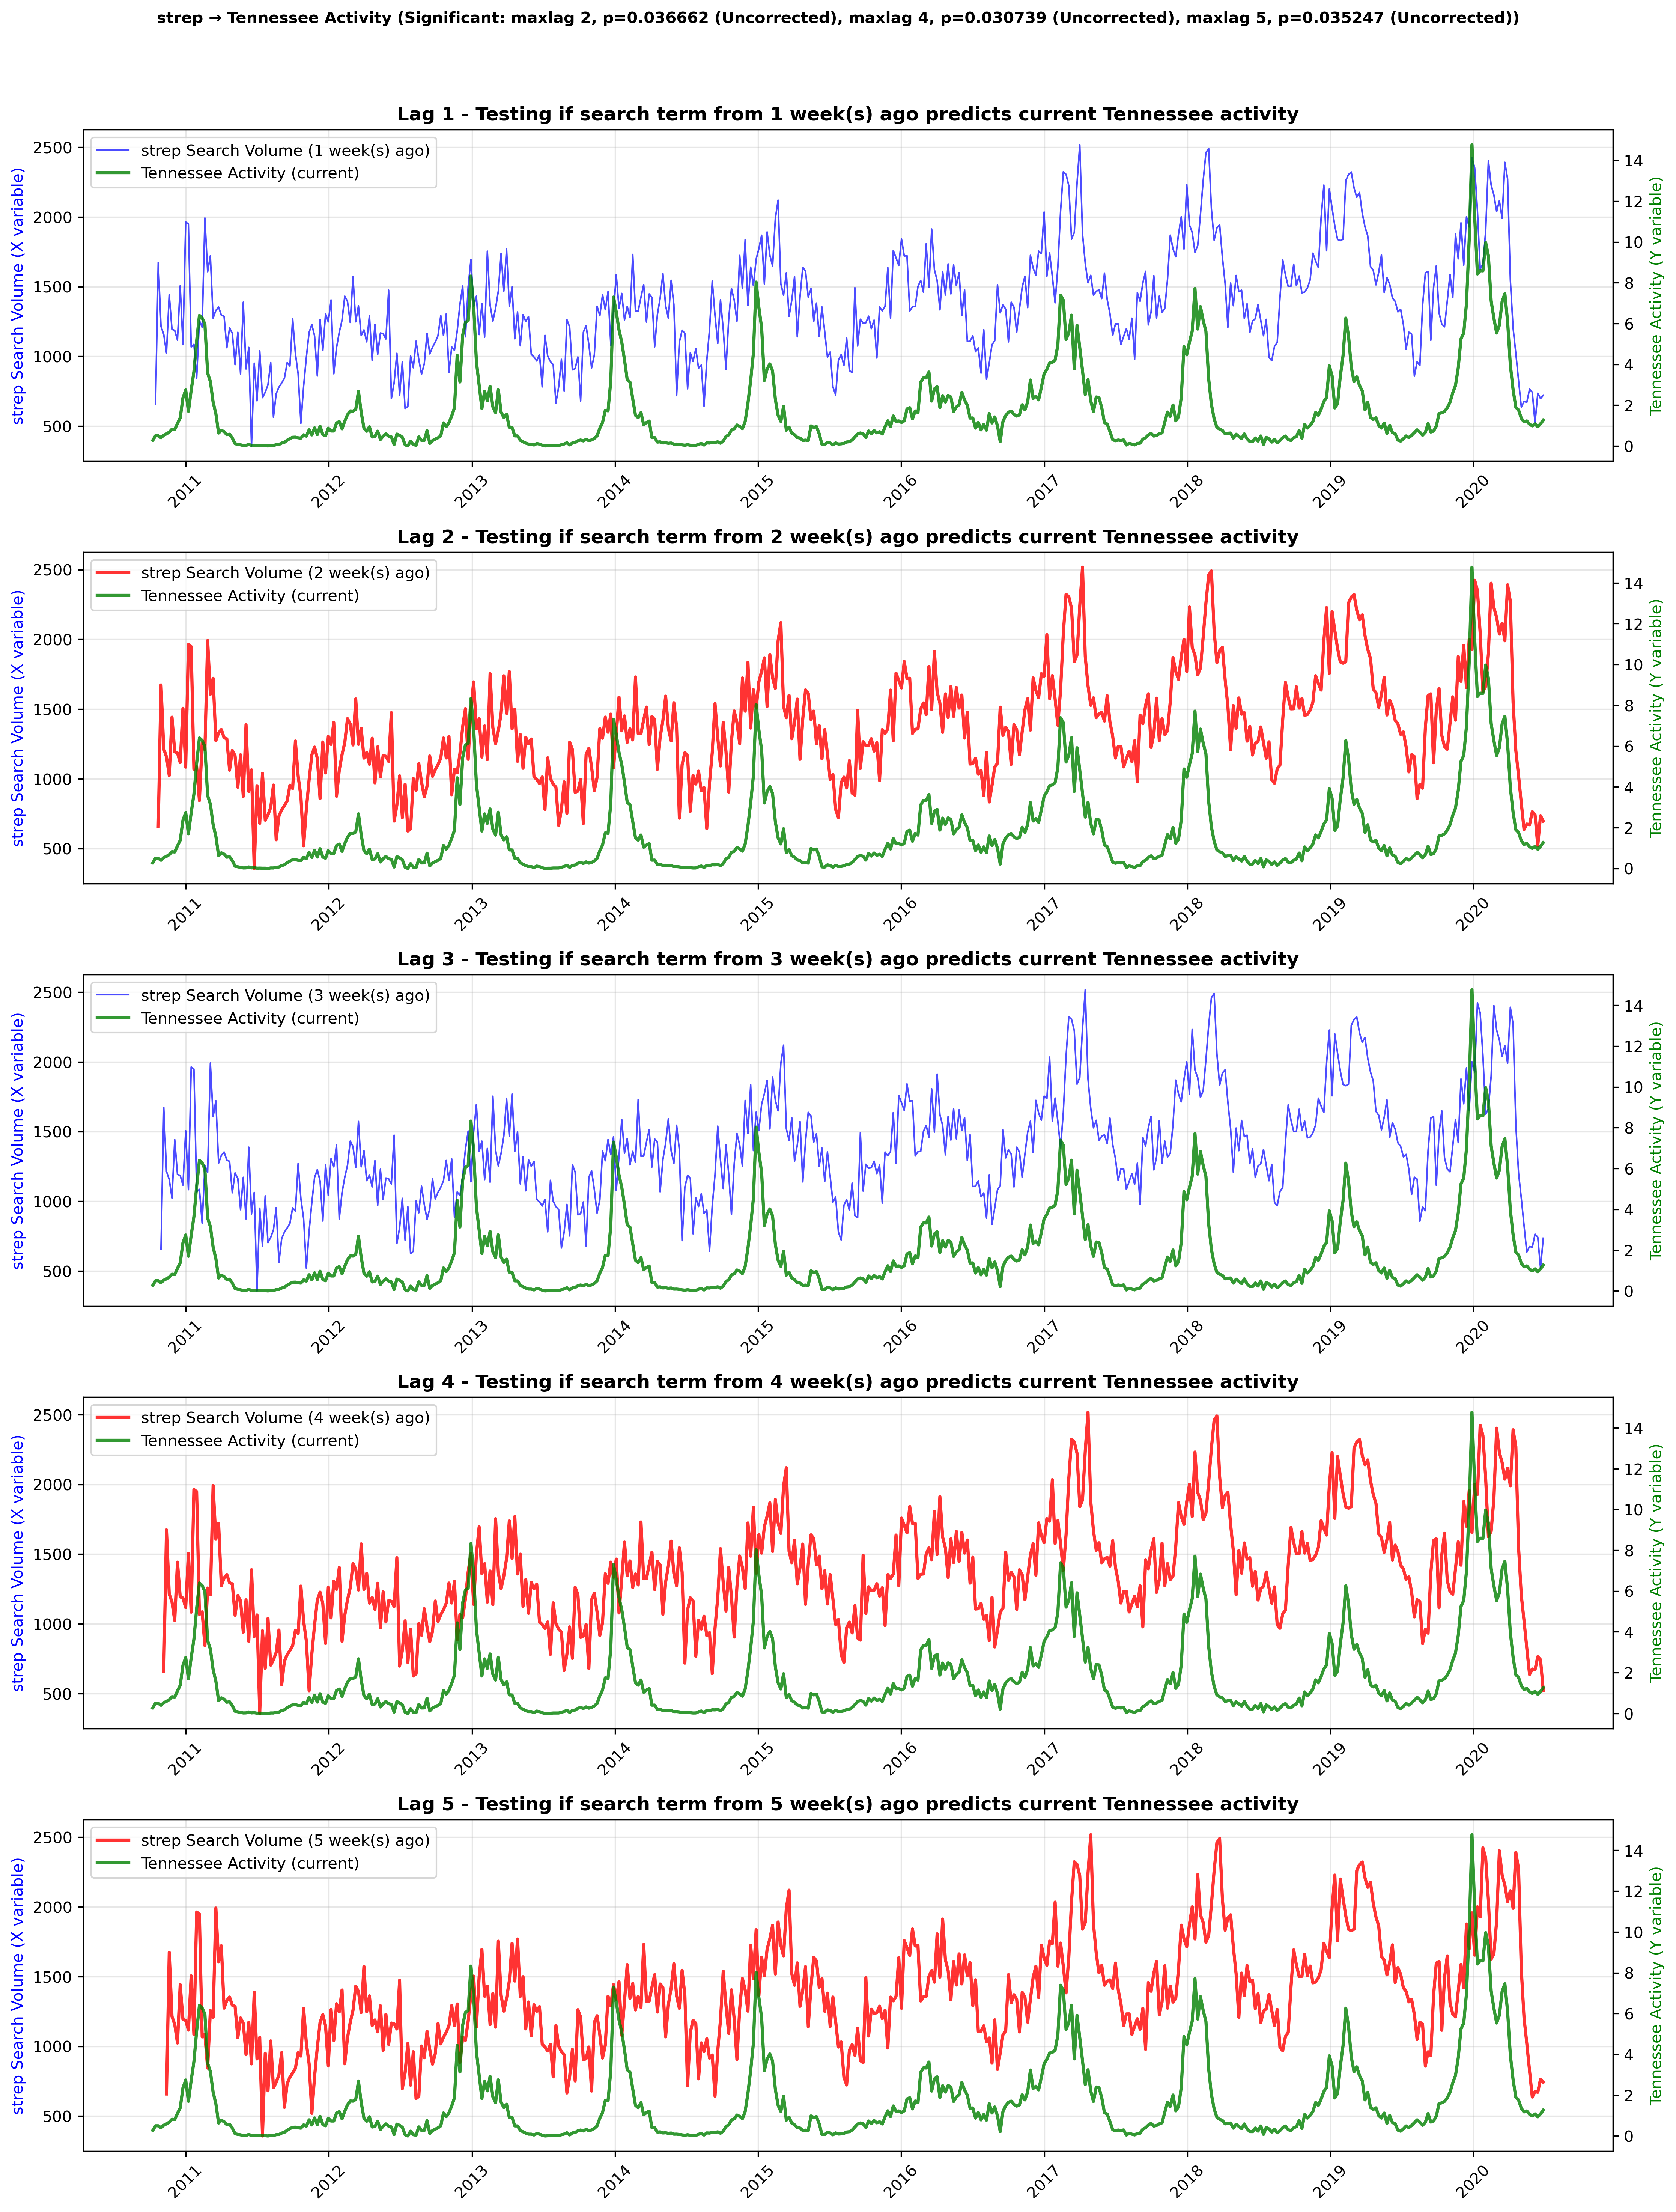 strep → Tennessee Activity (Significant: maxlag 2, p=0.036662 (Uncorrected), maxlag 4, p=0.030739 (Uncorrected), maxlag 5, p=0.035247 (Uncorrected))
Lag 1 - Testing if search term from 1 week(s) ago predicts current Tennessee activity
strep Search Volume (1 week(s) ago)
Tennessee Activity (current)
strep Search Volume (X variable)
2500
2000
1500
1000
500
14
12
10
8
6
4
2
0
Tennessee Activity (Y variable)
2011 2012 2013 2014 2015 2016 2017 2018 2019 2020
Lag 2 - Testing if search term from 2 week(s) ago predicts current Tennessee activity
strep Search Volume (2 week(s) ago)
Tennessee Activity (current)
strep Search Volume (X variable)
2500
2000
1500
1000
500
14
12
10
8
6
4
2
0
Tennessee Activity (Y variable)
2011 2012 2013 2014 2015 2016 2017 2018 2019 2020
Lag 3 - Testing if search term from 3 week(s) ago predicts current Tennessee activity
strep Search Volume (3 week(s) ago)
Tennessee Activity (current)
strep Search Volume (X variable)
2500
2000
1500
1000
500
14
12
10
8
6
4
2
0
Tennessee Activity (Y variable)
2011 2012 2013 2014 2015 2016 2017 2018 2019 2020
Lag 4 - Testing if search term from 4 week(s) ago predicts current Tennessee activity
strep Search Volume (4 week(s) ago)
Tennessee Activity (current)
strep Search Volume (X variable)
2500
2000
1500
1000
500
14
12
10
8
6
4
2
0
Tennessee Activity (Y variable)
2011 2012 2013 2014 2015 2016 2017 2018 2019 2020
Lag 5 - Testing if search term from 5 week(s) ago predicts current Tennessee activity
strep Search Volume (5 week(s) ago)
Tennessee Activity (current)
strep Search Volume (X variable)
2500
2000
1500
1000
500
14
12
10
8
6
4
2
0
Tennessee Activity (Y variable)
2011 2012 2013 2014 2015 2016 2017 2018 2019 2020